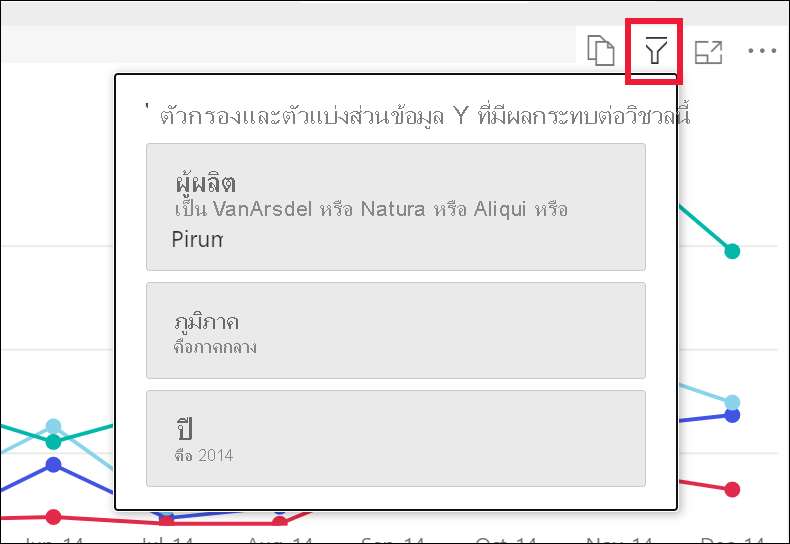 ตัวกรองและตัวแบ่งส่วนข้อมูล Y ที่มีผลกระทบต่อวิชวลนี้
ผู้ผลิต
เป็น VanArsdel หรือ Natura หรือ Aliqui หรือ
Pirum
ภูมิภาค
คือภาคกลาง
ปี
คือ 2014
Jun-14 Jul-14 Aug-14 Sep-14 Oct-14 Nov-14 Dec-14